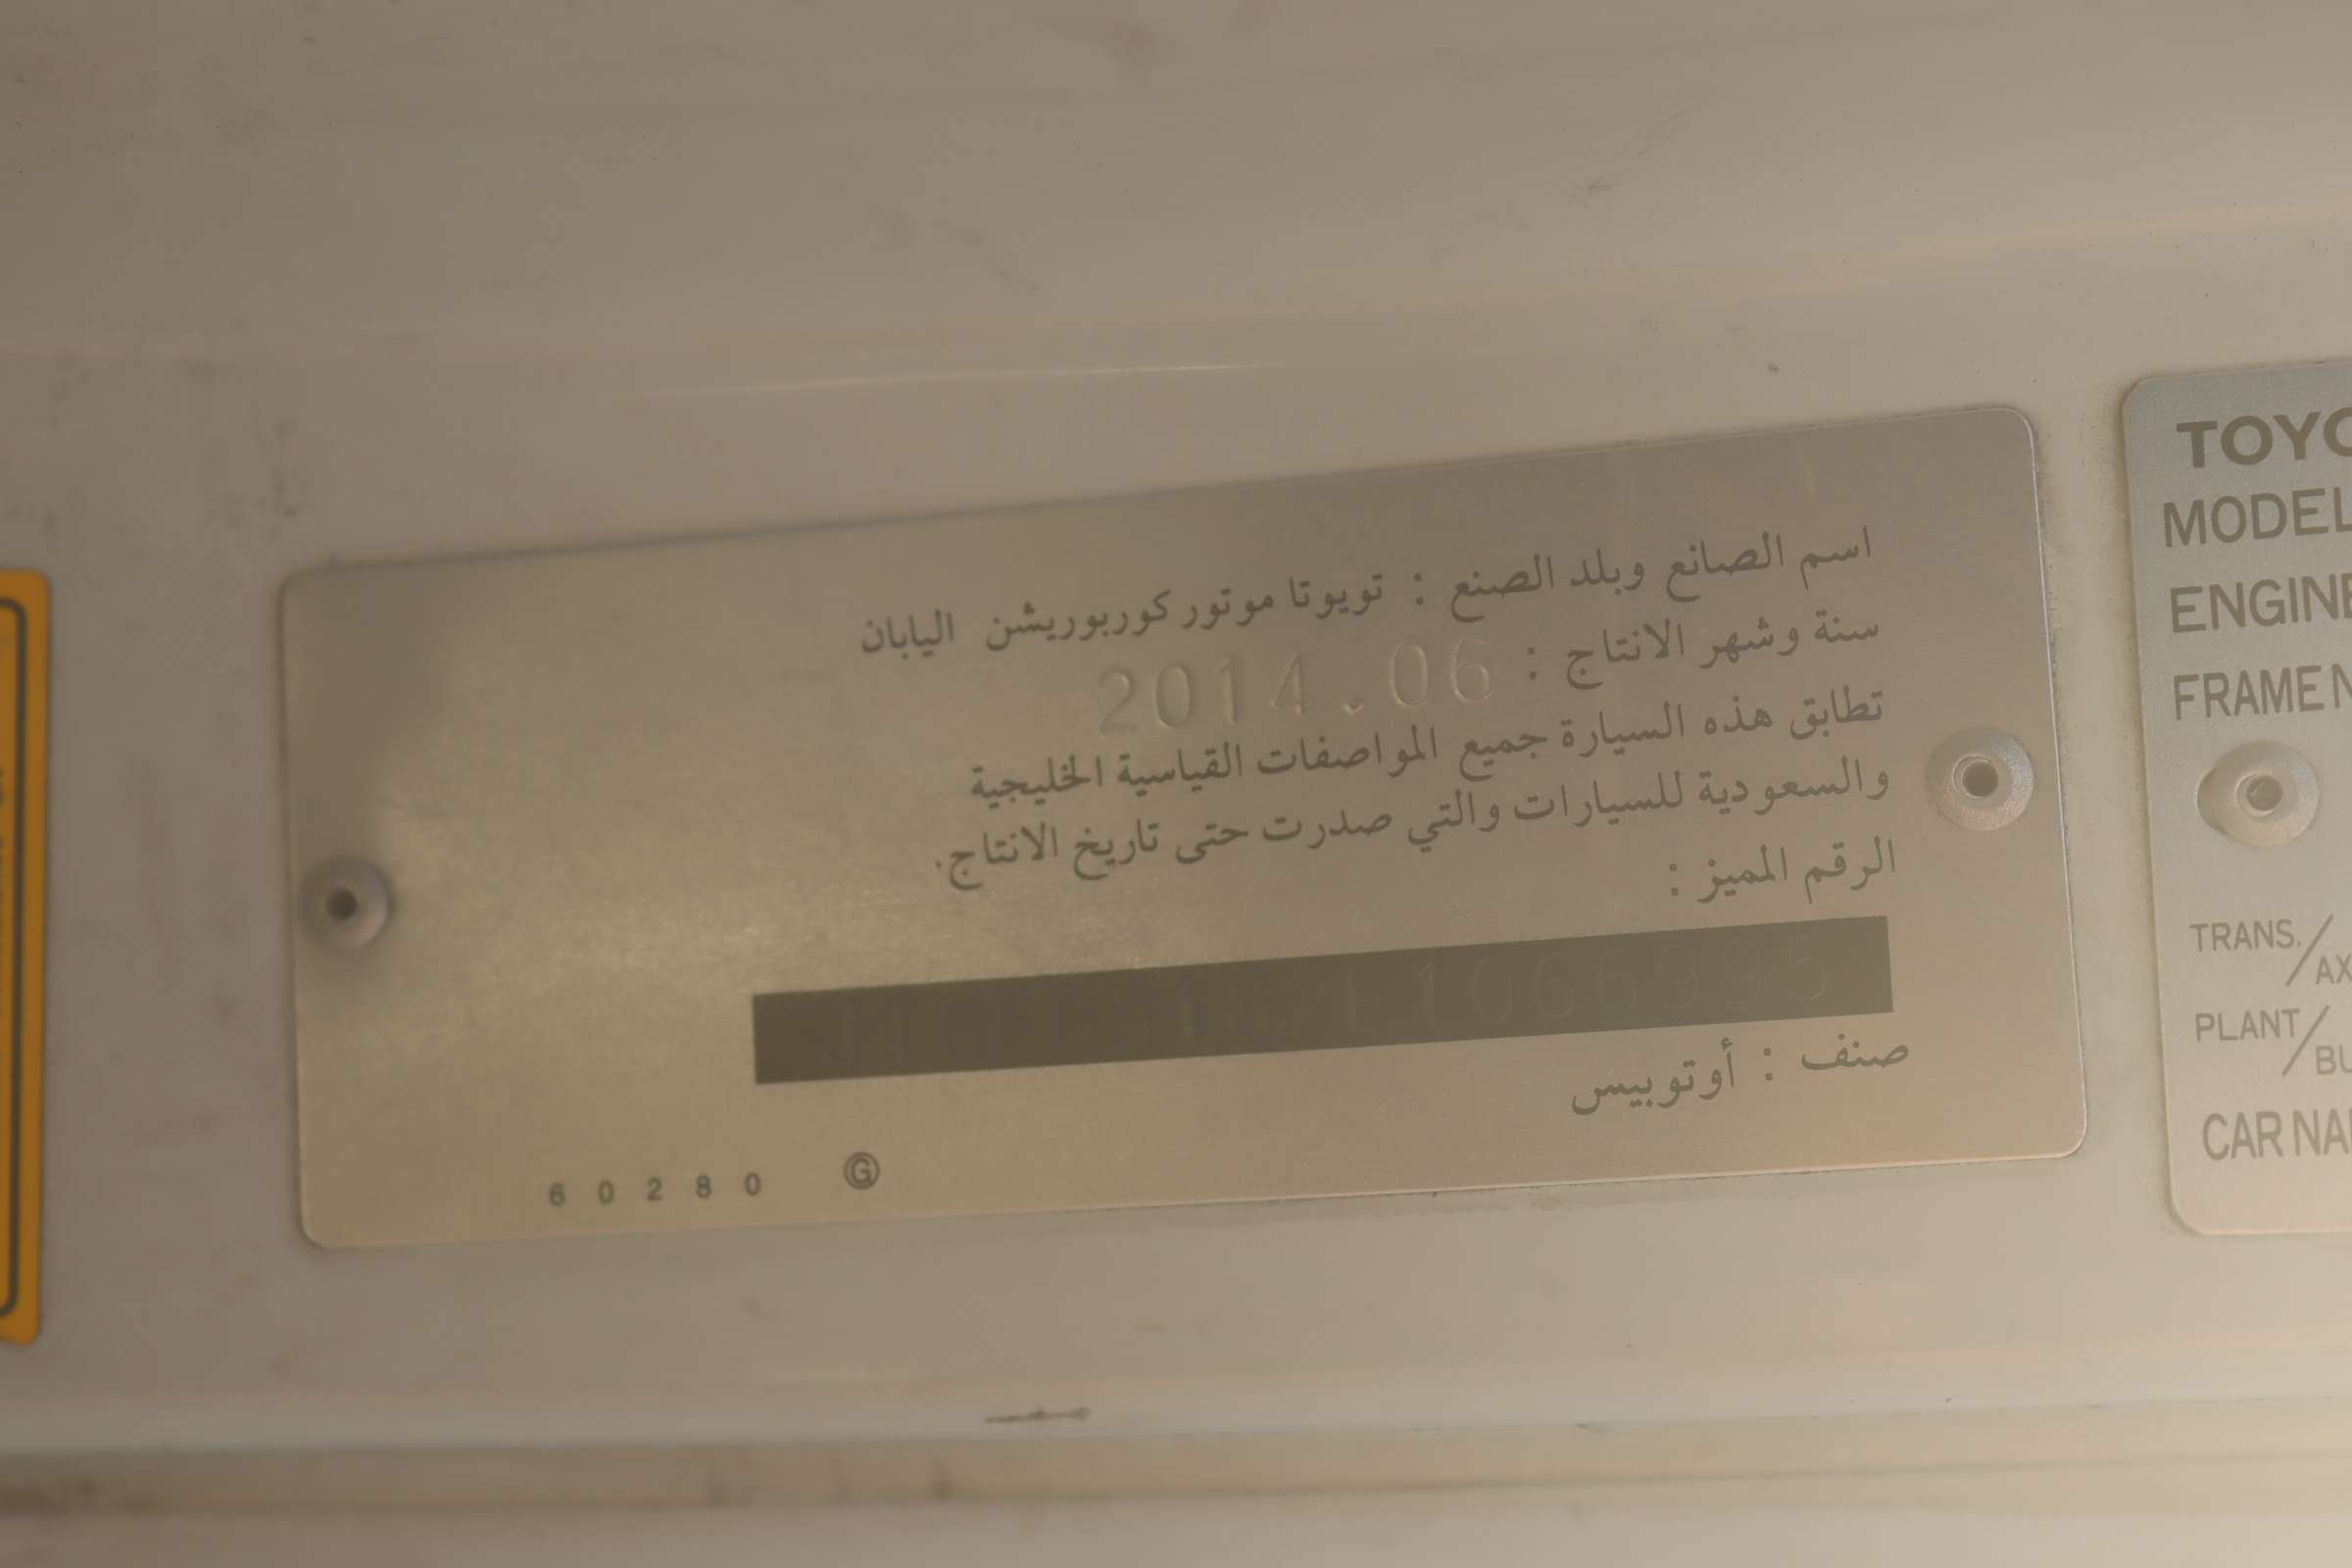 اسم الصانع وبلد الصنع : تويوتا موتور كوربوريشن اليابان
سنة وشهر الانتاج : 2014.06
تطابق هذه السيارة جميع المواصفات القياسية الخليجية
والسعودية للسيارات والتي صدرت حتى تاريخ الانتاج.
الرقم المميز :
صنف : أوتوبيس
60280 Ⓖ
TOYO
MODEL
ENGINE
FRAME N
TRANS./AX
PLANT/BU
CAR NA